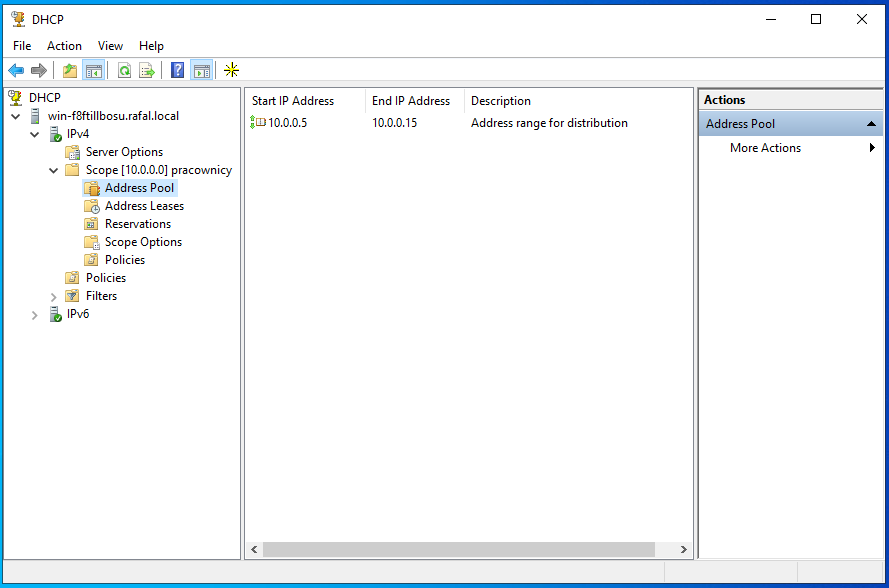 DHCP
File Action View Help
DHCP
win-f8ftillbosu.rafal.local
IPv4
Server Options
Scope [10.0.0.0] pracownicy
Address Pool
Address Leases
Reservations
Scope Options
Policies
Policies
Filters
IPv6
Start IP Address End IP Address Description
10.0.0.5 10.0.0.15 Address range for distribution
Actions
Address Pool
More Actions